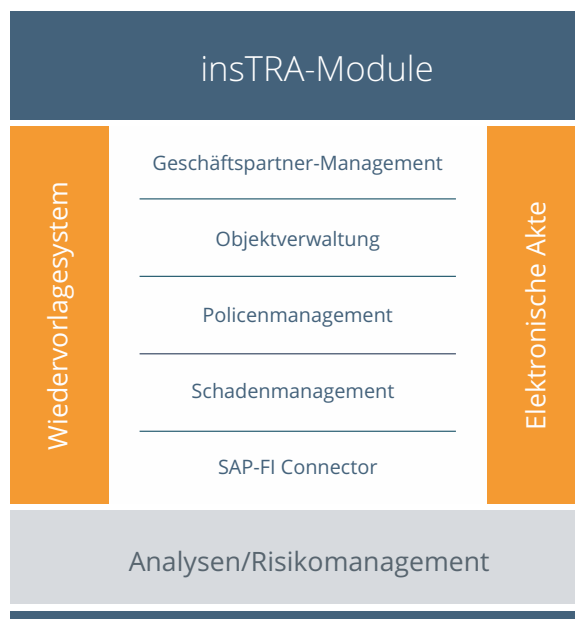 insTRA-Module
Wiedervorlagesystem
Geschäftspartner-Management
Objektverwaltung
Policenmanagement
Schadenmanagement
SAP-FI Connector
Elektronische Akte
Analysen/Risikomanagement